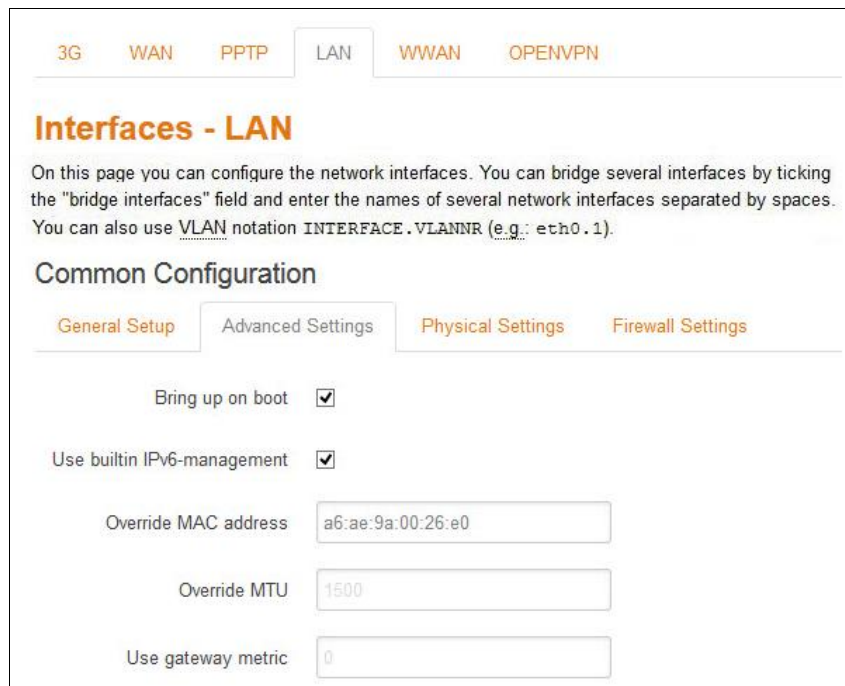 3G WAN PPTP LAN WWAN OPENVPN
Interfaces - LAN
On this page you can configure the network interfaces. You can bridge several interfaces by ticking
the "bridge interfaces" field and enter the names of several network interfaces separated by spaces.
You can also use VLAN notation INTERFACE.VLANNR (e.g.: eth0.1).
Common Configuration
General Setup Advanced Settings Physical Settings Firewall Settings
Bring up on boot
Use builtin IPv6-management
Override MAC address a6:ae:9a:00:26:e0
Override MTU 1500
Use gateway metric 0